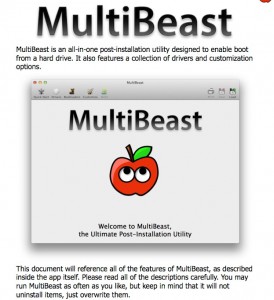 MultiBeast
MultiBeast is an all-in-one post-installation utility designed to enable boot
from a hard drive. It also features a collection of drivers and customization
options.
MultiBeast
MultiBeast
Welcome to MultiBeast,
the Ultimate Post-Installation Utility
This document will reference all of the features of MultiBeast, as described
inside the app itself. Please read all of the descriptions carefully. You may
run MultiBeast as often as you like, but keep in mind that it will not
uninstall items, just overwrite them.